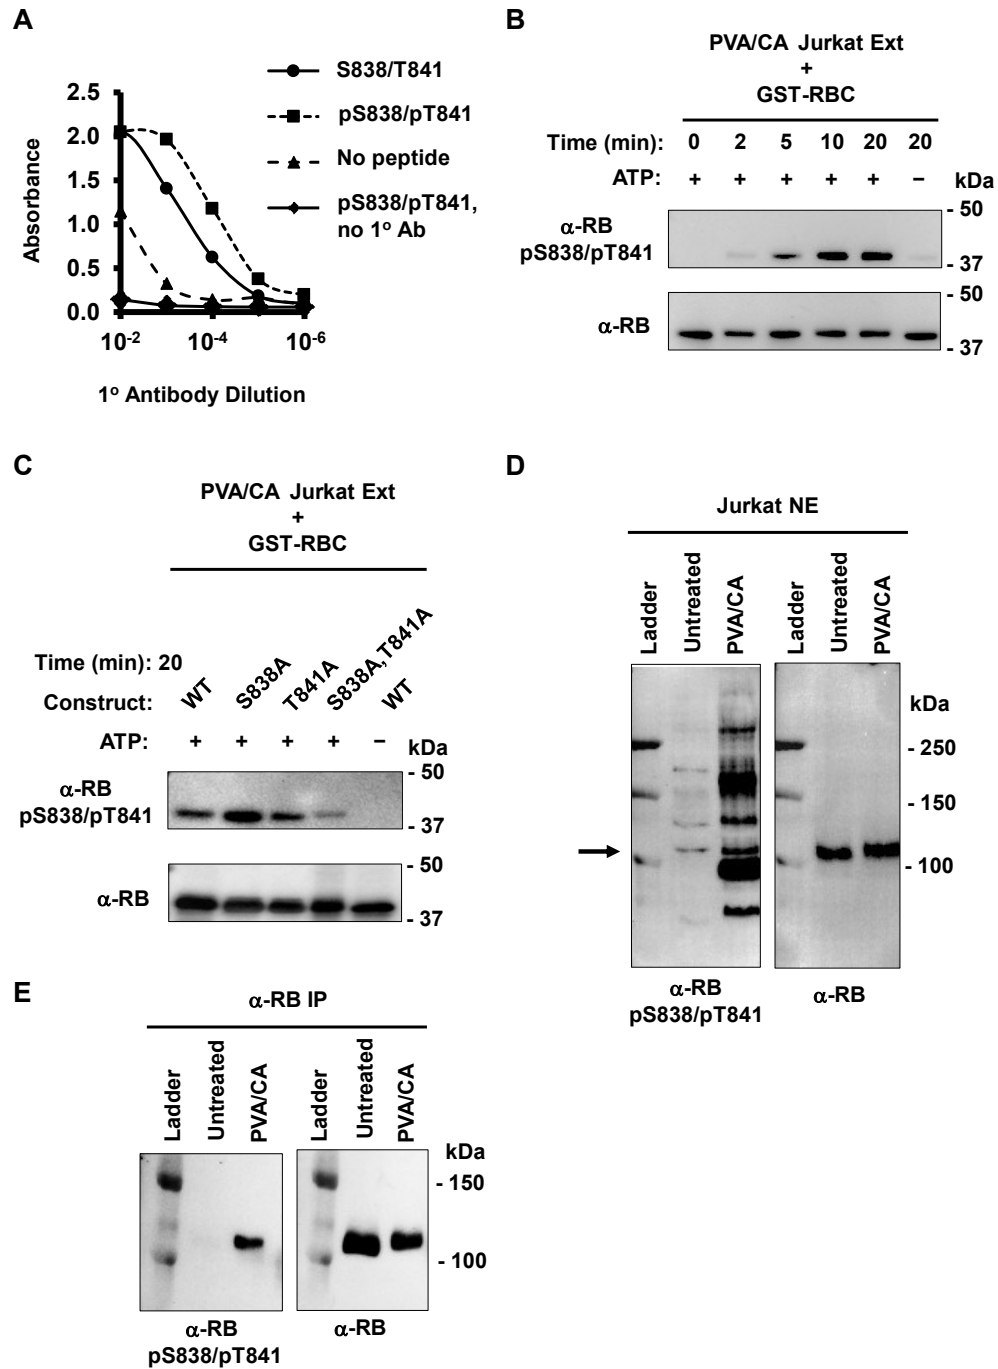 A
2.5
2.0
1.5
1.0
0.5
0.0
Absorbance
10-2
10-4
10-6
1o Antibody Dilution
S838/T841
pS838/pT841
No peptide
pS838/pT841,
no 1o Ab
B
PVA/CA Jurkat Ext
+
GST-RBC
Time (min): 0 2 5 10 20 20
ATP: + + + + + −
kDa
α-RB
pS838/pT841
- 50
- 37
α-RB
- 50
- 37
C
PVA/CA Jurkat Ext
+
GST-RBC
Time (min): 20
Construct: WT S838A T841A S838A,T841A WT
ATP: + + + + −
kDa
α-RB
pS838/pT841
- 50
- 37
α-RB
- 50
- 37
D
Jurkat NE
Ladder Untreated PVA/CA Ladder Untreated PVA/CA
kDa
- 250
- 150
- 100
α-RB
pS838/pT841
α-RB
E
α-RB IP
Ladder Untreated PVA/CA Ladder Untreated PVA/CA
kDa
- 150
- 100
α-RB
pS838/pT841
α-RB